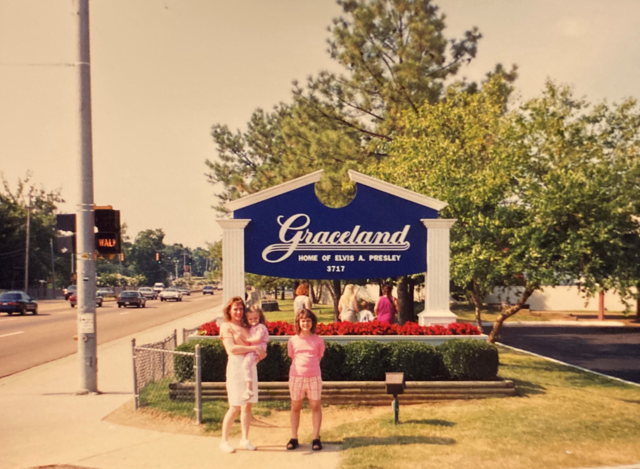 WALK
Graceland
HOME OF ELVIS A. PRESLEY
3717